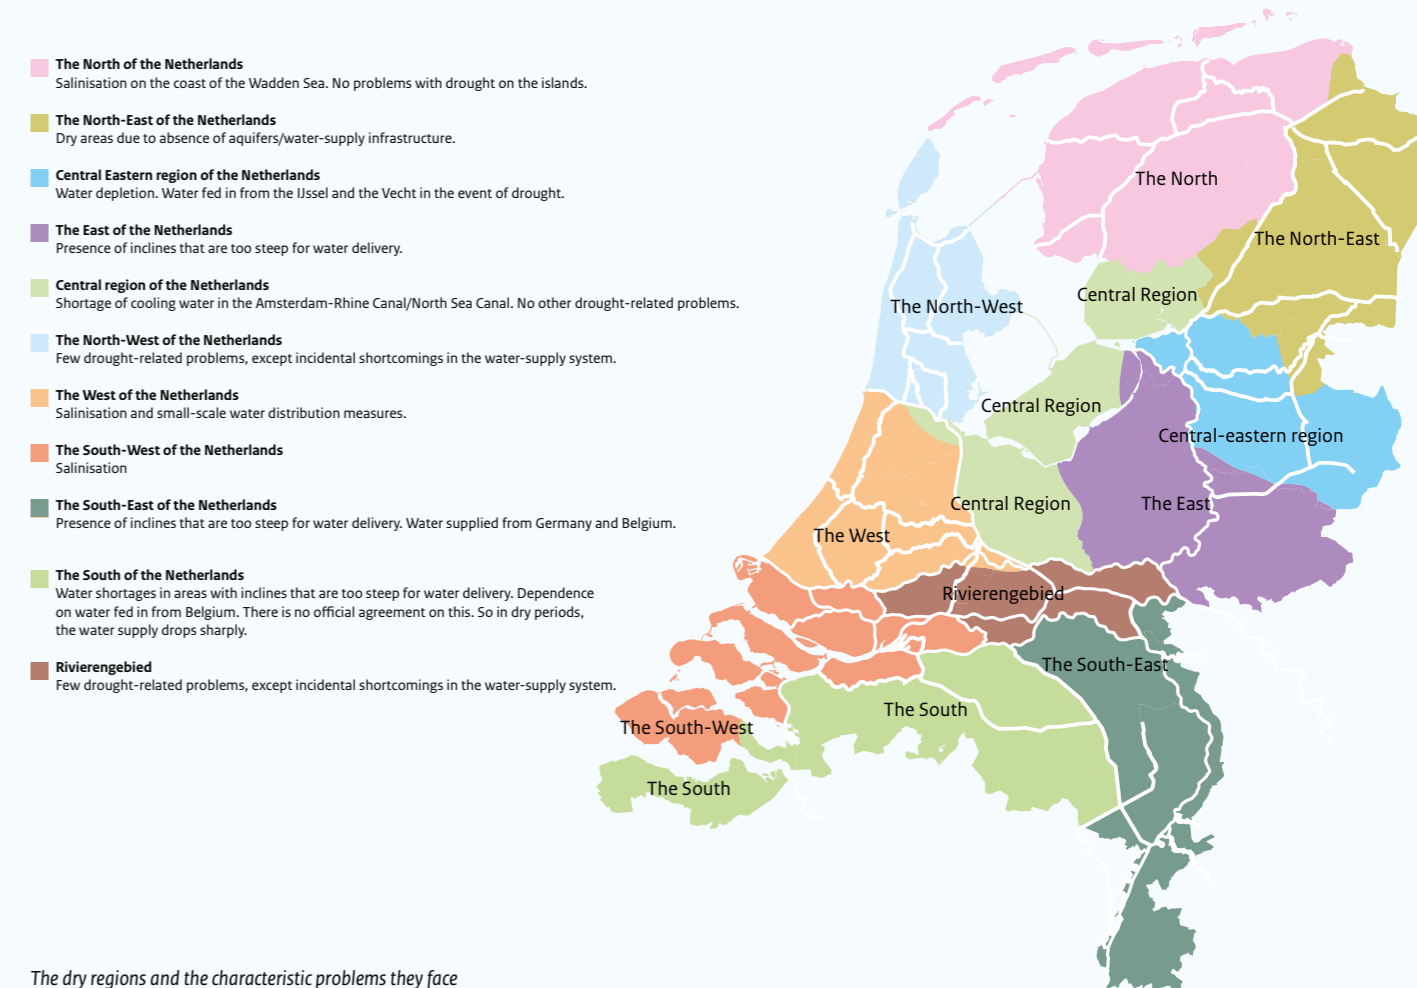 The North of the Netherlands
Salinisation on the coast of the Wadden Sea. No problems with drought on the islands.
The North-East of the Netherlands
Dry areas due to absence of aquifers/water-supply infrastructure.
Central Eastern region of the Netherlands
Water depletion. Water fed in from the IJssel and the Vecht in the event of drought.
The East of the Netherlands
Presence of inclines that are too steep for water delivery.
Central region of the Netherlands
Shortage of cooling water in the Amsterdam-Rhine Canal/North Sea Canal. No other drought-related problems.
The North-West of the Netherlands
Few drought-related problems, except incidental shortcomings in the water-supply system.
The West of the Netherlands
Salinisation and small-scale water distribution measures.
The South-West of the Netherlands
Salinisation
The South-East of the Netherlands
Presence of inclines that are too steep for water delivery. Water supplied from Germany and Belgium.
The South of the Netherlands
Water shortages in areas with inclines that are too steep for water delivery. Dependence
on water fed in from Belgium. There is no official agreement on this. So in dry periods,
the water supply drops sharply.
Rivierengebied
Few drought-related problems, except incidental shortcomings in the water-supply system.
The North
The North-East
Central Region
The North-West
Central Region
Central-eastern region
Central Region
The East
The West
Rivierengebied
The South-East
The South
The South-West
The South
The dry regions and the characteristic problems they face